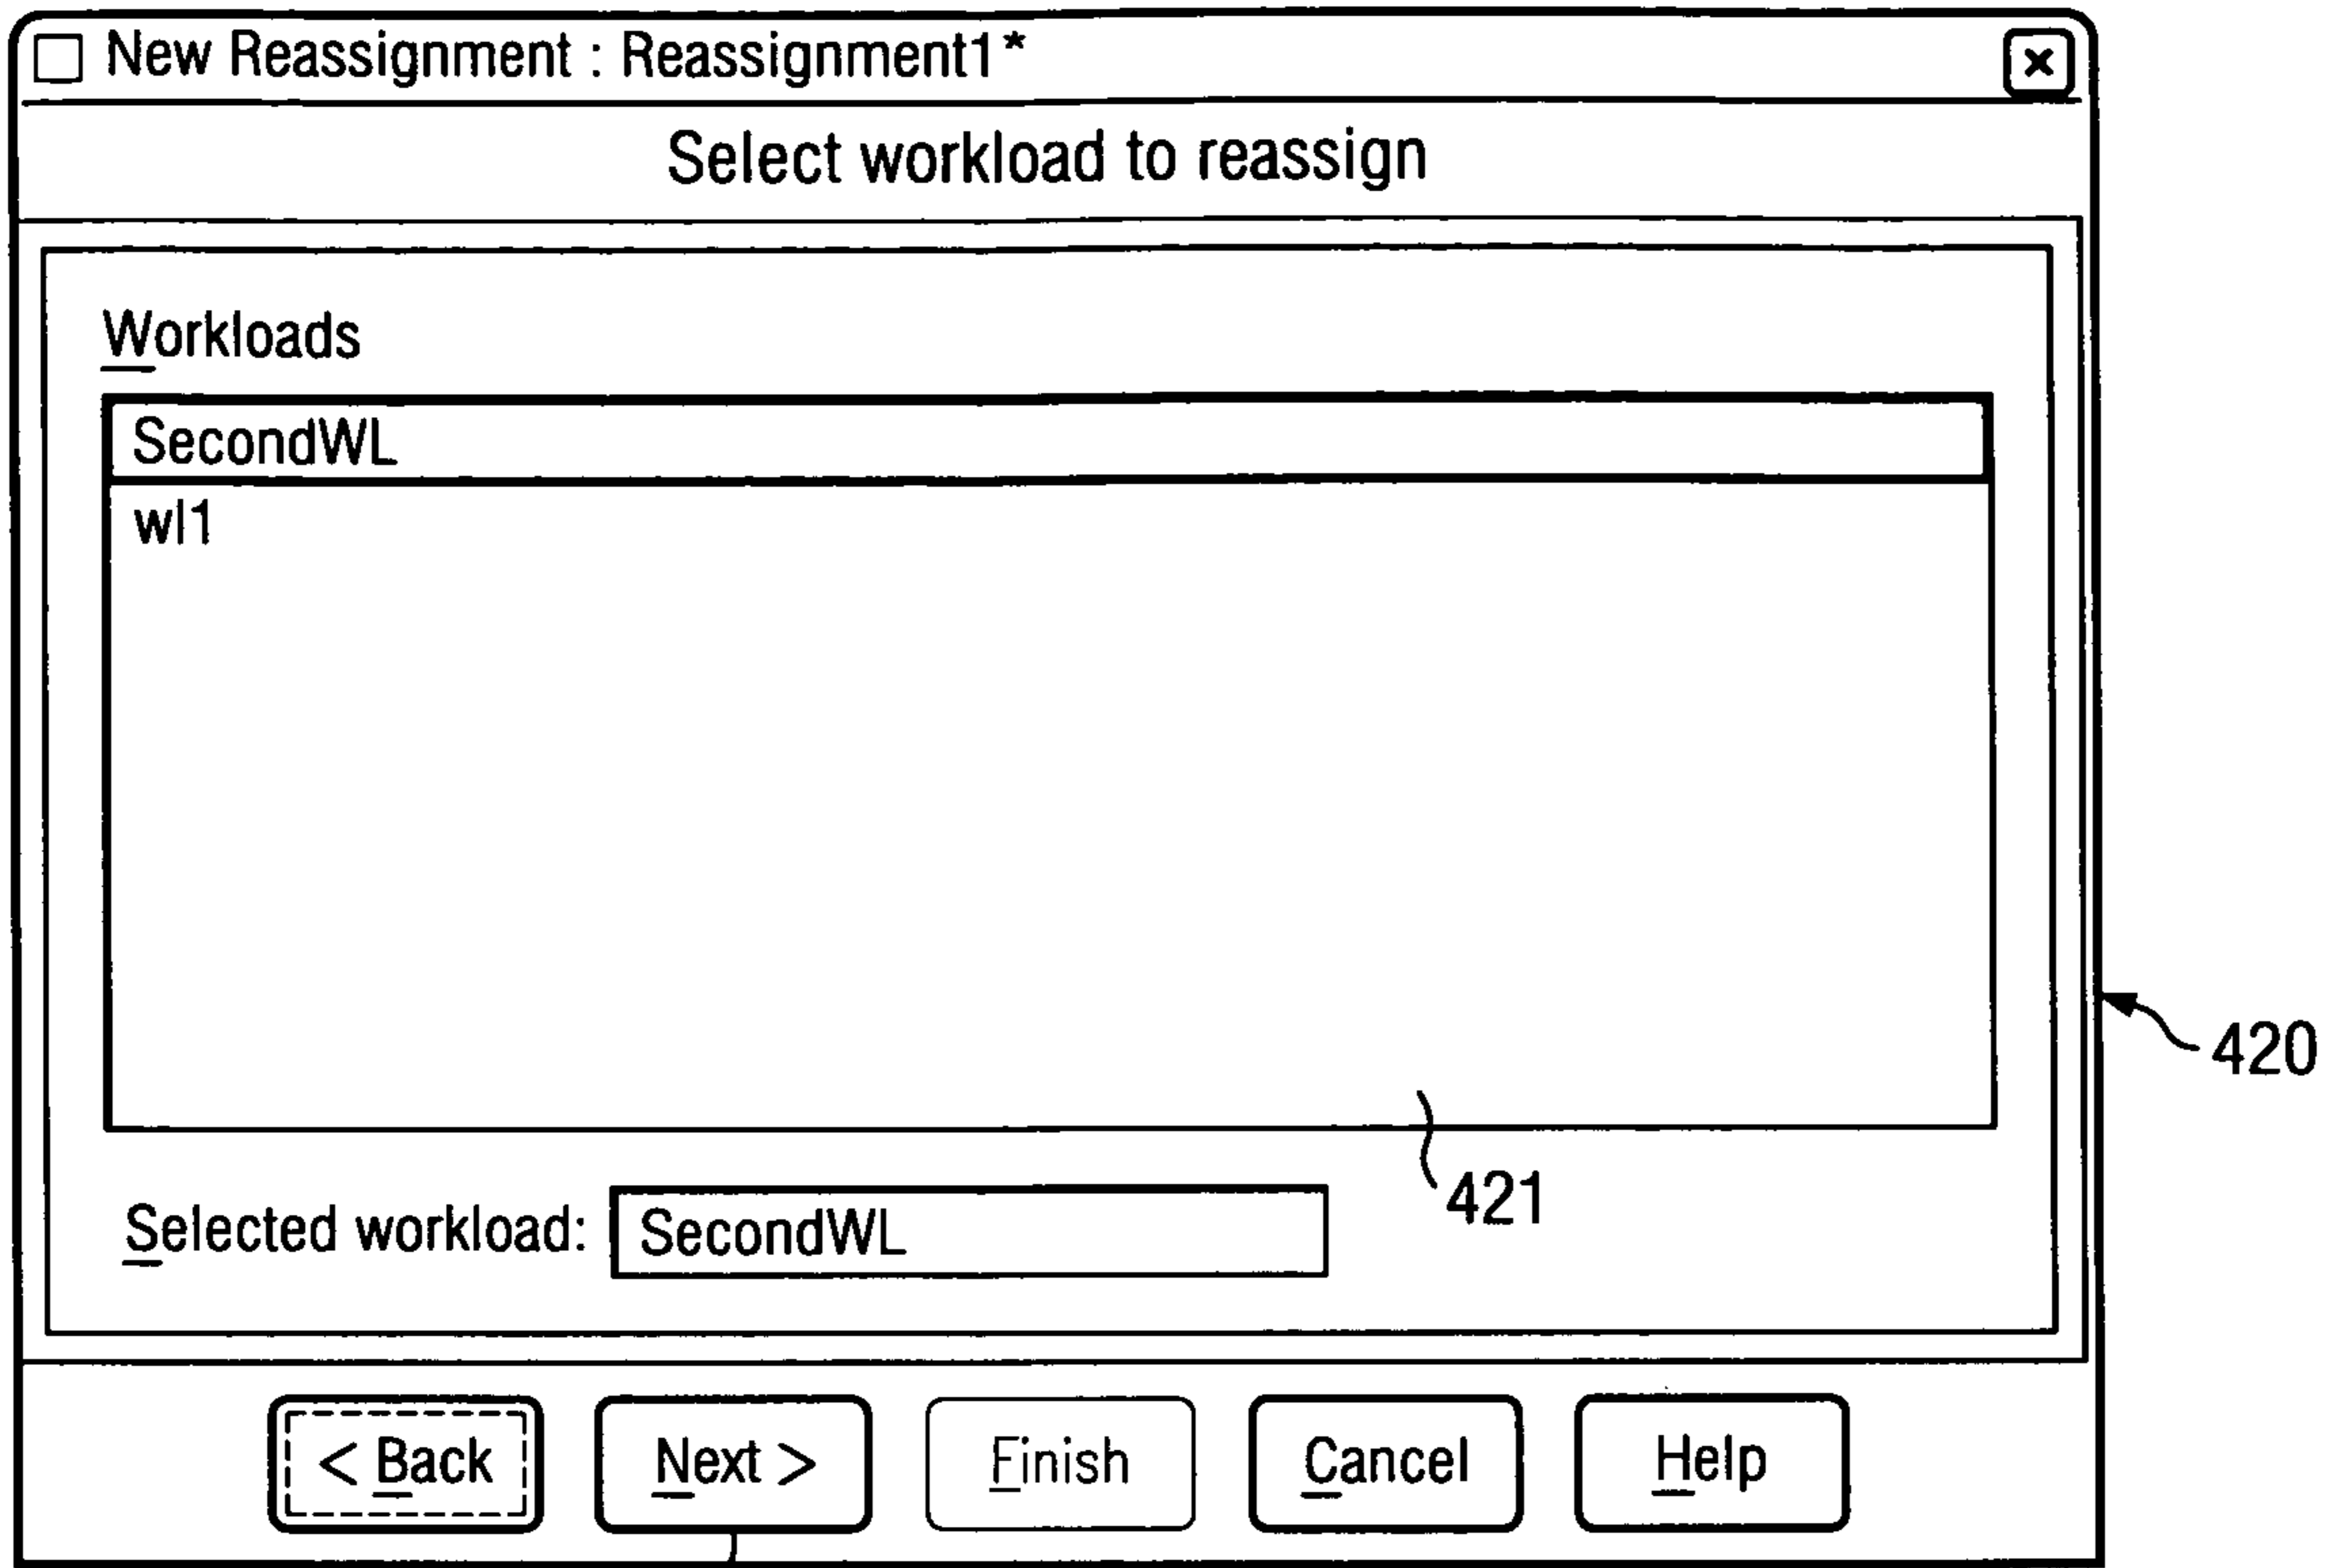 New Reassignment : Reassignment1*
Select workload to reassign
Workloads
SecondWL
wl1
420
421
Selected workload: SecondWL
< Back Next > Finish Cancel Help